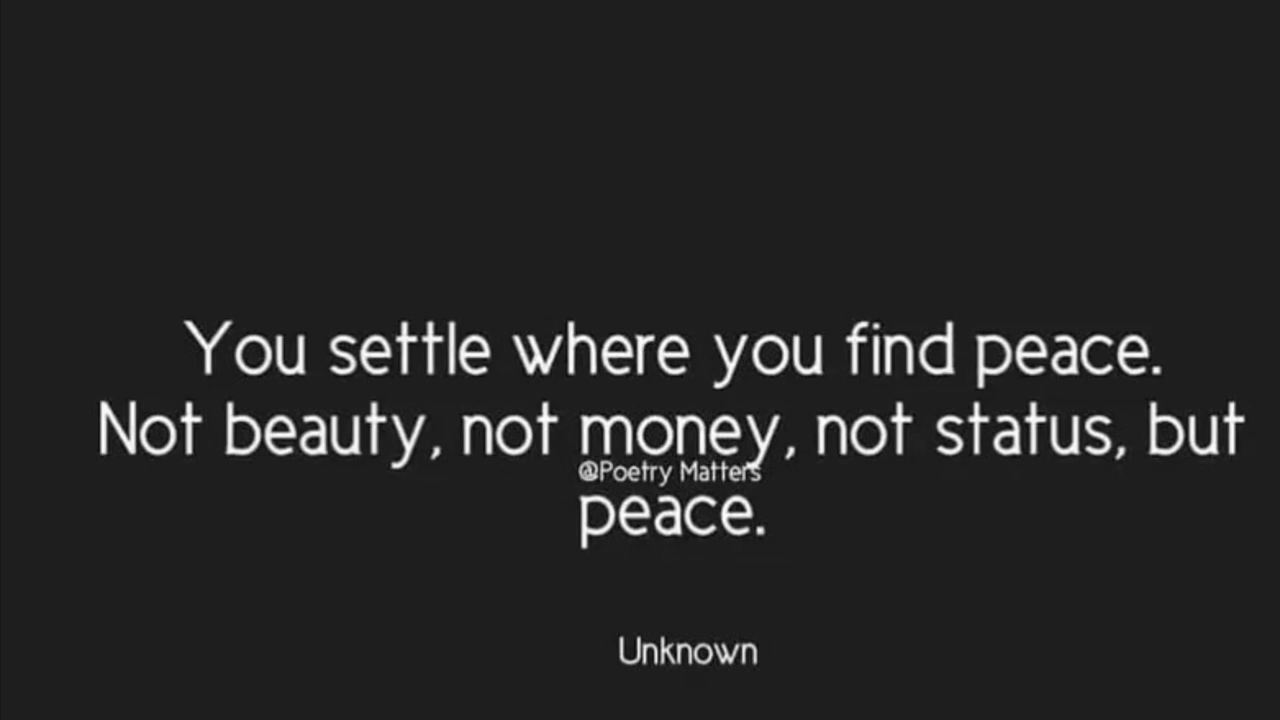 You settle where you find peace.
Not beauty, not money, not status, but
@Poetry Matters
peace.
Unknown